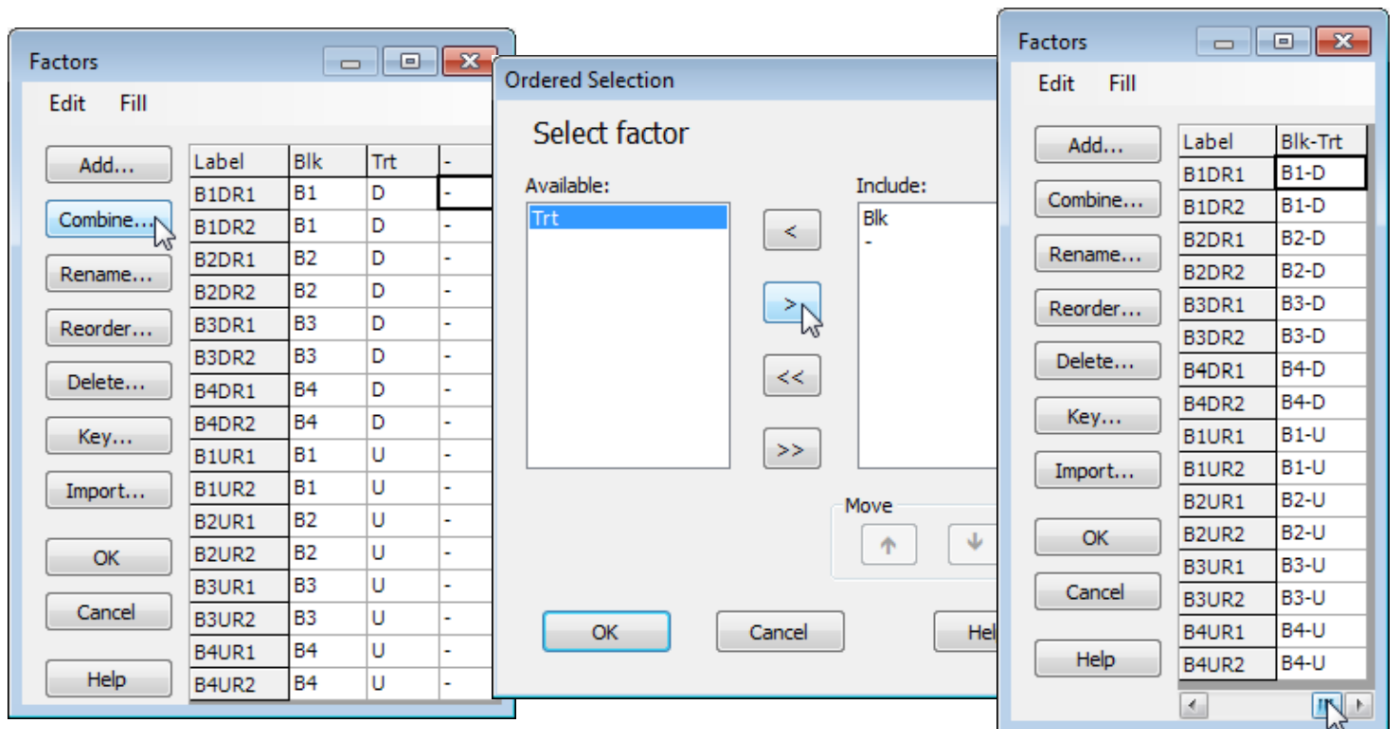 Factors
Edit Fill
Add...
Combine...
Rename...
Reorder...
Delete...
Key...
Import...
OK
Cancel
Help
Label Blk Trt -
B1DR1 B1 D -
B1DR2 B1 D -
B2DR1 B2 D -
B2DR2 B2 D -
B3DR1 B3 D -
B3DR2 B3 D -
B4DR1 B4 D -
B4DR2 B4 D -
B1UR1 B1 U -
B1UR2 B1 U -
B2UR1 B2 U -
B2UR2 B2 U -
B3UR1 B3 U -
B3UR2 B3 U -
B4UR1 B4 U -
B4UR2 B4 U -
Ordered Selection
Select factor
Available:
Trt
<
>
<<
>>
Include:
Blk
-
Move
OK Cancel Hel
Factors
Edit Fill
Add...
Combine...
Rename...
Reorder...
Delete...
Key...
Import...
OK
Cancel
Help
Label Blk-Trt
B1DR1 B1-D
B1DR2 B1-D
B2DR1 B2-D
B2DR2 B2-D
B3DR1 B3-D
B3DR2 B3-D
B4DR1 B4-D
B4DR2 B4-D
B1UR1 B1-U
B1UR2 B1-U
B2UR1 B2-U
B2UR2 B2-U
B3UR1 B3-U
B3UR2 B3-U
B4UR1 B4-U
B4UR2 B4-U